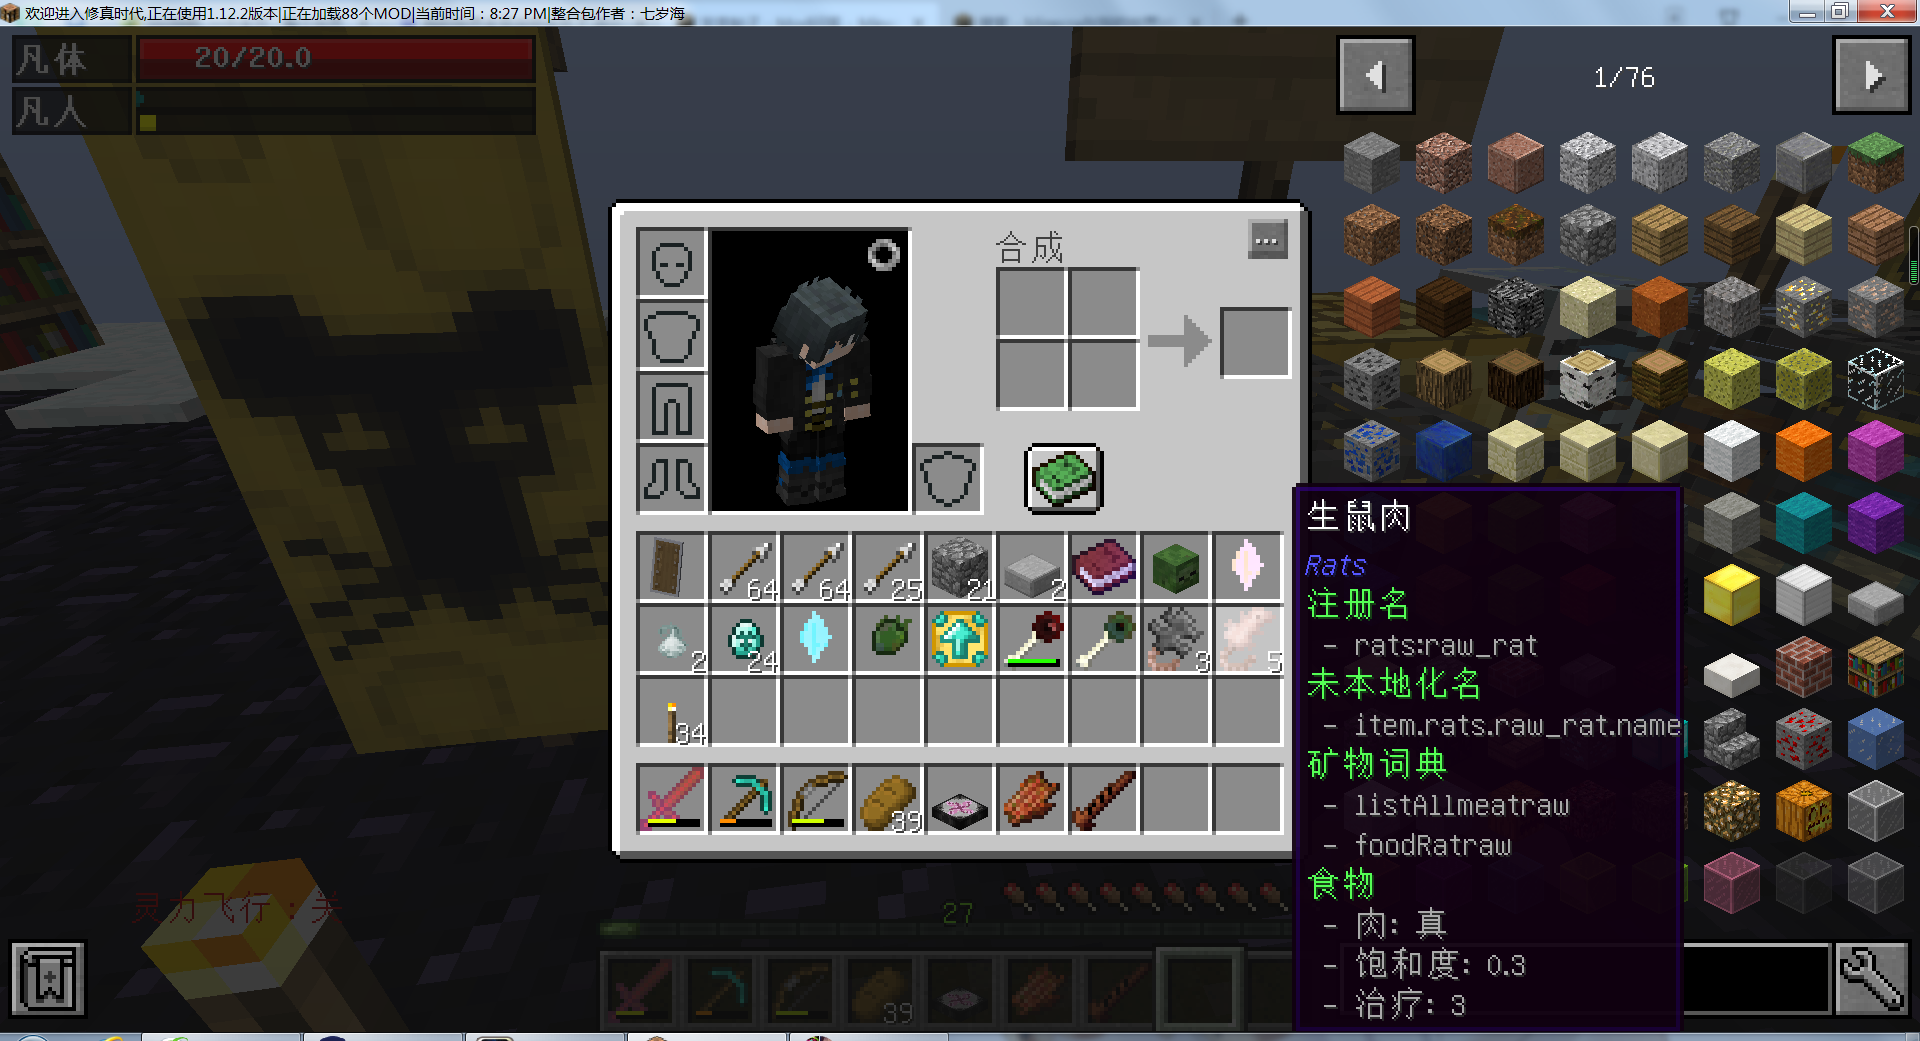 欢迎进入修真时代,正在使用1.12.2版本|正在加载88个MOD|当前时间：8:27 PM|整合包作者：七岁海
凡体
20/20.0
凡人
1/76
合成
64
64
25
21
2
2
24
3
5
34
39
生鼠肉
Rats
注册名
- rats:raw_rat
未本地化名
- item.rats.raw_rat.name
矿物词典
- listAllmeatraw
- foodRatraw
食物
- 肉: 真
- 饱和度: 0.3
- 治疗: 3
灵力飞行：关
27
39